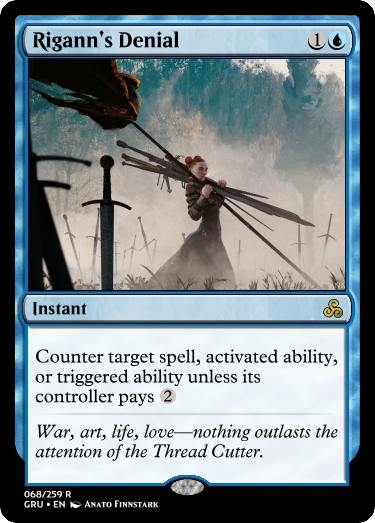 Rigann's Denial 1
Instant
Counter target spell, activated ability,
or triggered ability unless its
controller pays 2
War, art, life, love—nothing outlasts the
attention of the Thread Cutter.
068/259 R
GRU • EN Anato Finnstark